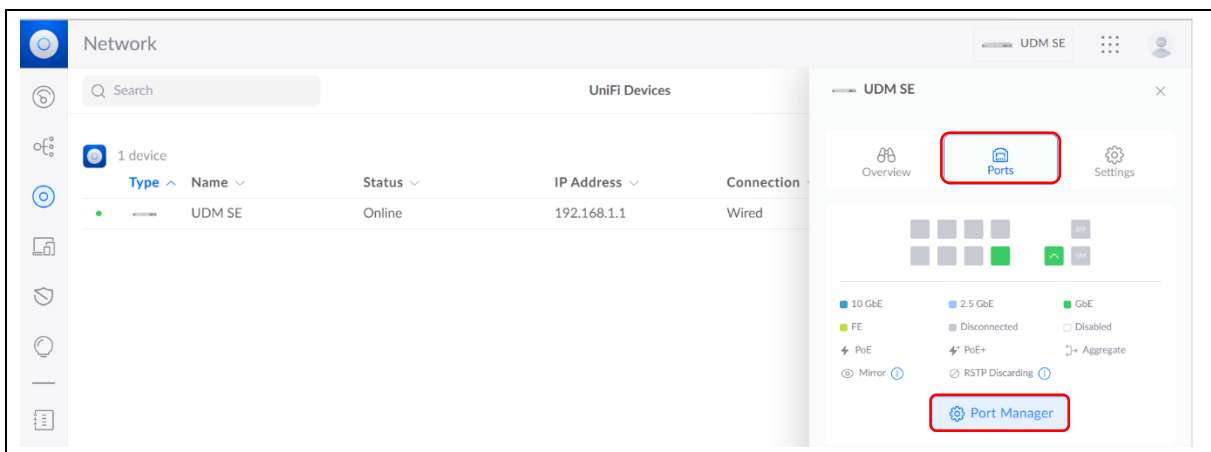 Network
UDM SE
Search
UniFi Devices
UDM SE
1 device
Overview
Ports
Settings
Type Name Status IP Address Connection
UDM SE Online 192.168.1.1 Wired
SFP
SFP
10 GbE 2.5 GbE GbE
FE Disconnected Disabled
PoE PoE+ Aggregate
Mirror RSTP Discarding
Port Manager